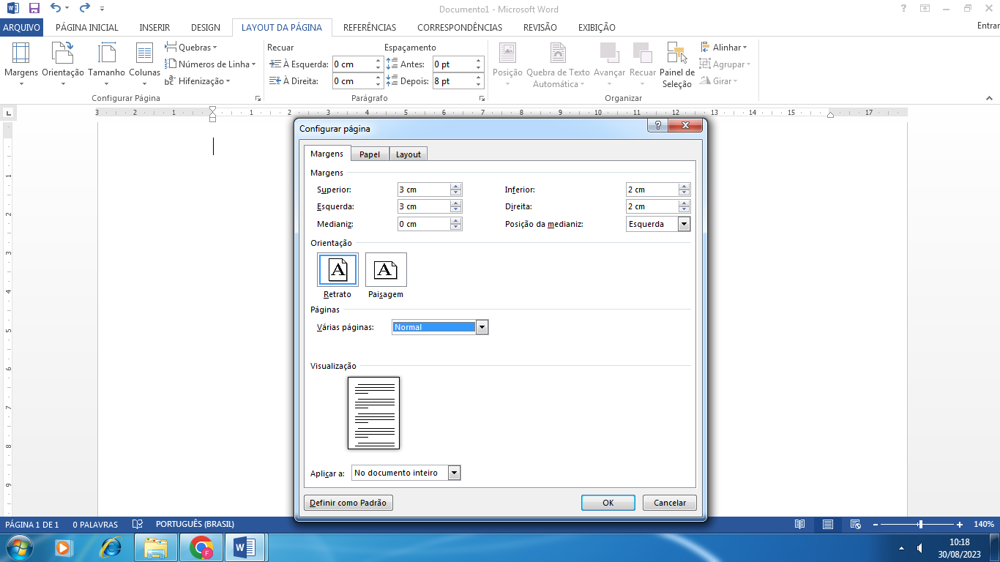 Documento1 - Microsoft Word
ARQUIVO PÁGINA INICIAL INSERIR DESIGN LAYOUT DA PÁGINA REFERÊNCIAS CORRESPONDÊNCIAS REVISÃO EXIBIÇÃO Entrar
Margens Orientação Tamanho Colunas
Quebras
Números de Linha
Hifenização
Configurar Página
Recuar Espaçamento
À Esquerda: 0 cm Antes: 0 pt
À Direita: 0 cm Depois: 8 pt
Parágrafo
Posição Quebra de Texto Automática Avançar Recuar Painel de Seleção
Alinhar
Agrupar
Girar
Organizar
3 2 1 1 2 3 4 5 6 7 8 9 10 11 12 13 14 15 17
1
2
3
4
5
6
7
8
9
Configurar página
Margens Papel Layout
Margens
Superior: 3 cm Inferior: 2 cm
Esquerda: 3 cm Direita: 2 cm
Medianiz: 0 cm Posição da medianiz: Esquerda
Orientação
A A
Retrato Paisagem
Páginas
Várias páginas: Normal
Visualização
Aplicar a: No documento inteiro
Definir como Padrão OK Cancelar
PÁGINA 1 DE 1 0 PALAVRAS PORTUGUÊS (BRASIL) 140%
F
W
10:18
30/08/2023